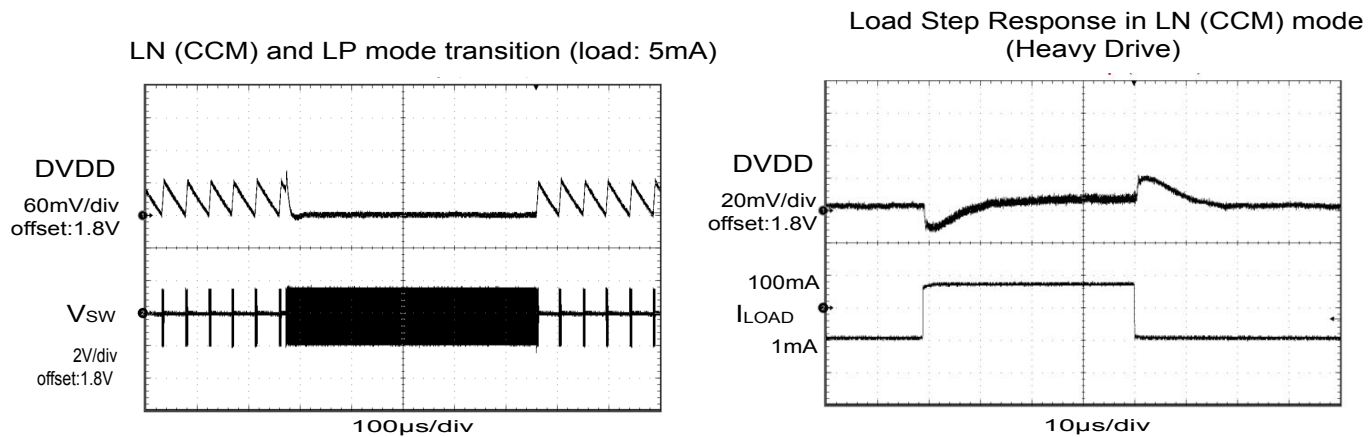 LN (CCM) and LP mode transition (load: 5mA)
DVDD
60mV/div
offset:1.8V
VSW
2V/div
offset:1.8V
100µs/div
Load Step Response in LN (CCM) mode
(Heavy Drive)
DVDD
20mV/div
offset:1.8V
100mA
ILOAD
1mA
10µs/div